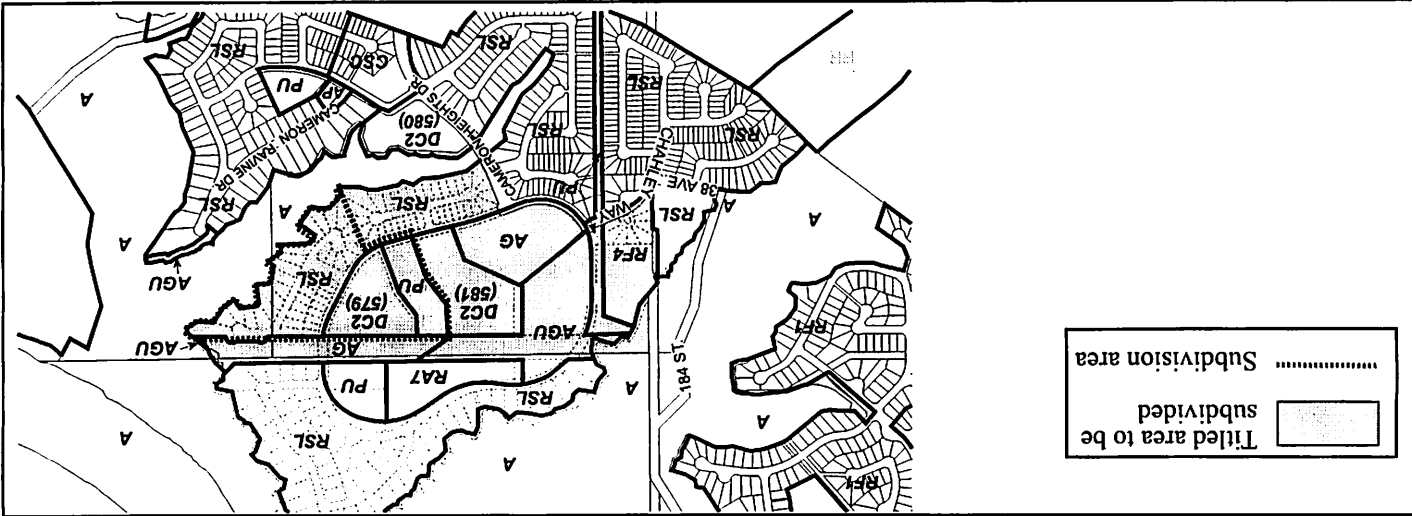 Titled area to be
subdivided
Subdivision area
RF1
A
RSL
A
A
RSL
A
PU
RA7
184 ST.
AGU
AG
AGU
RF1
DC2
(581)
PU
DC2
(579)
RSL
AGU
RF4
AG
A
A
RSL
A
RSL
A
RSL
CHAHLEY WAY
38 AVE
PU
CAMERON HEIGHTS DR.
DC2
(580)
CAMERON RAVINE DR
RSL
RSL
A
AP
PU
RSL
RR
CSC
RSL
RSL